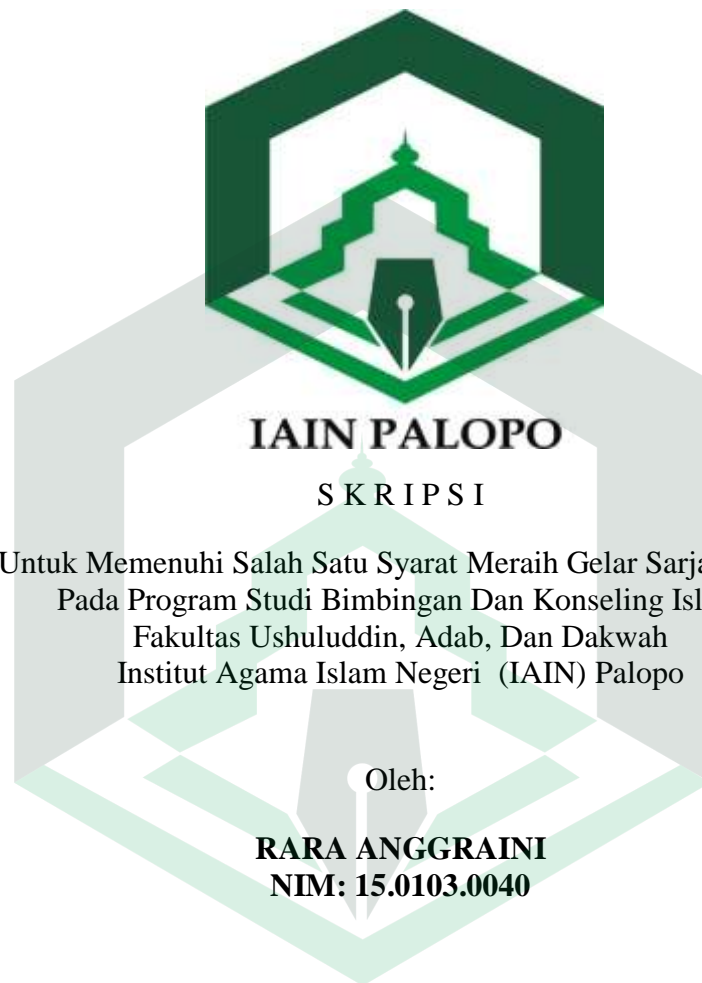 IAIN PALOPO
S K R I P S I
Untuk Memenuhi Salah Satu Syarat Meraih Gelar
Pada Program Studi Bimbingan Dan Konseling
Fakultas Ushuluddin, Adab, Dan Dakwah
Institut Agama Islam Negeri (IAIN) Palopo
Oleh:
RARA ANGGRAINI
NIM: 15.0103.0040